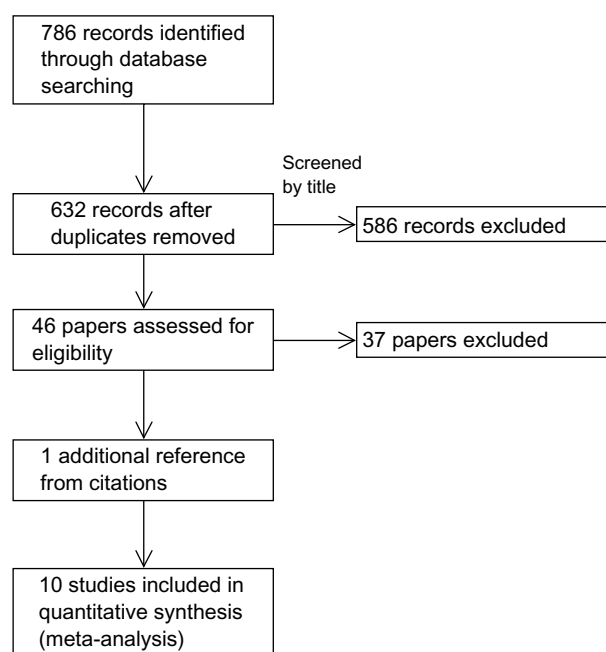 786 records identified
through database
searching
Screened
by title
632 records after
duplicates removed
586 records excluded
46 papers assessed for
eligibility
37 papers excluded
1 additional reference
from citations
10 studies included in
quantitative synthesis
(meta-analysis)